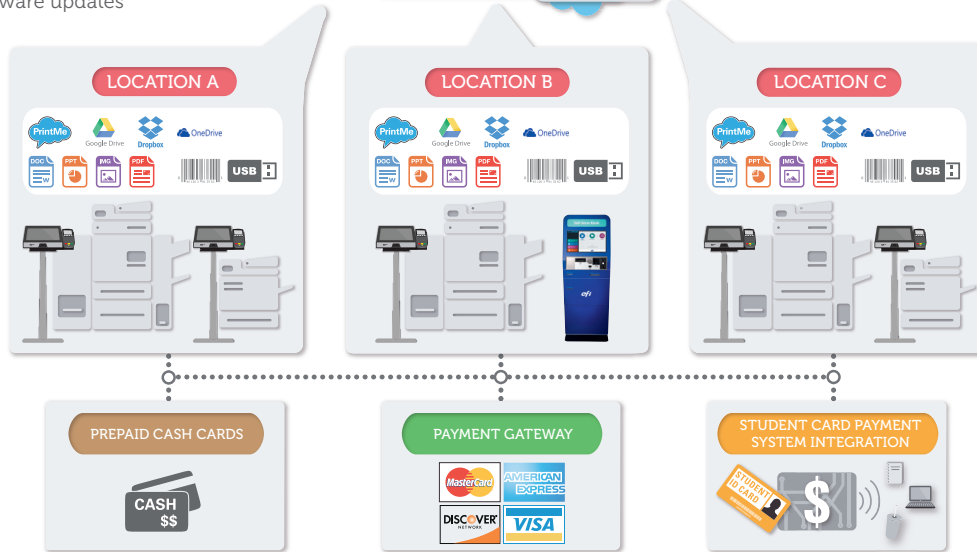 ware updates
LOCATION A
LOCATION B
LOCATION C
PrintMe
Google Drive
Dropbox
OneDrive
PrintMe
Google Drive
Dropbox
OneDrive
PrintMe
Google Drive
Dropbox
OneDrive
DOC
W
PPT
IMG
PDF
USB
DOC
W
PPT
IMG
PDF
USB
DOC
W
PPT
IMG
PDF
USB
efi
PREPAID CASH CARDS
PAYMENT GATEWAY
STUDENT CARD PAYMENT
SYSTEM INTEGRATION
CASH
$$
MasterCard
AMERICAN
EXPRESS
DISCOVER
NETWORK
VISA
STUDENT
ID CARD
$